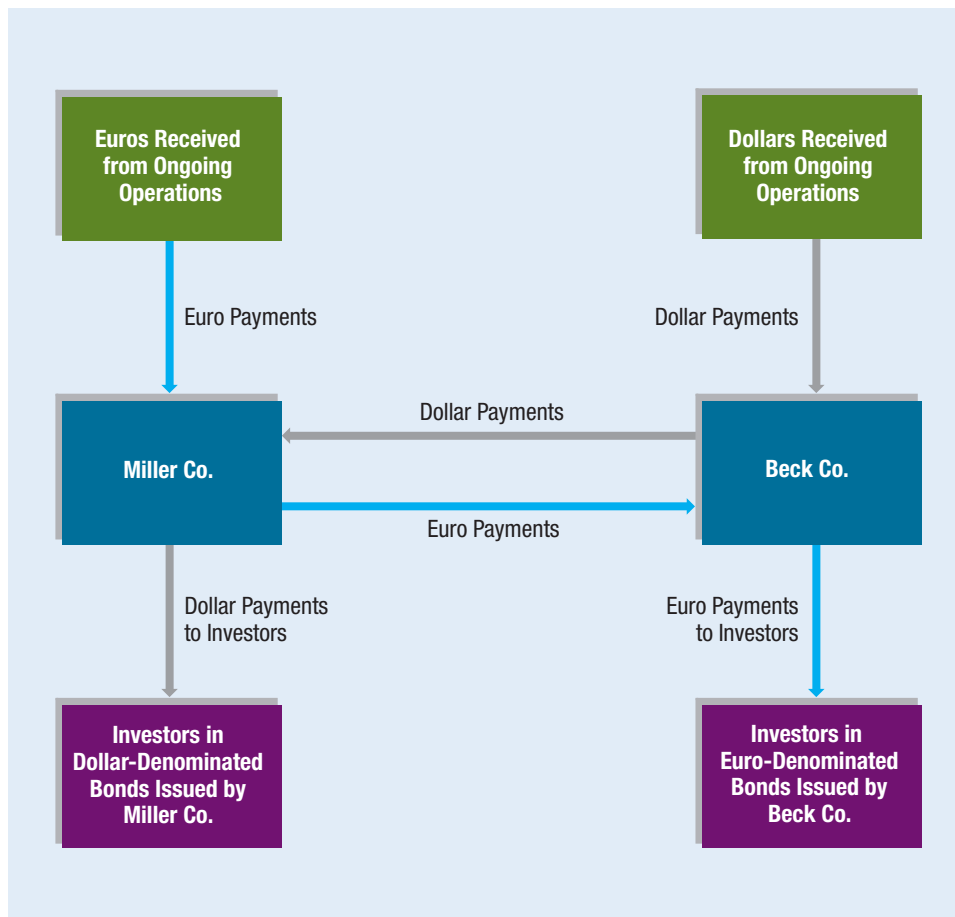 Euros Received
from Ongoing
Operations
Dollars Received
from Ongoing
Operations
Euro Payments
Dollar Payments
Dollar Payments
Miller Co.
Beck Co.
Euro Payments
Dollar Payments
to Investors
Euro Payments
to Investors
Investors in
Dollar-Denominated
Bonds Issued by
Miller Co.
Investors in
Euro-Denominated
Bonds Issued by
Beck Co.